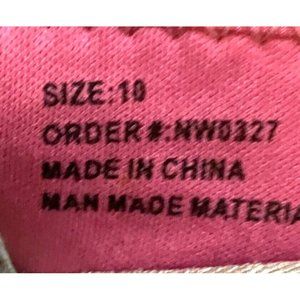 SIZE:10
ORDER#:NW0327
MADE IN CHINA
MAN MADE MATERIA